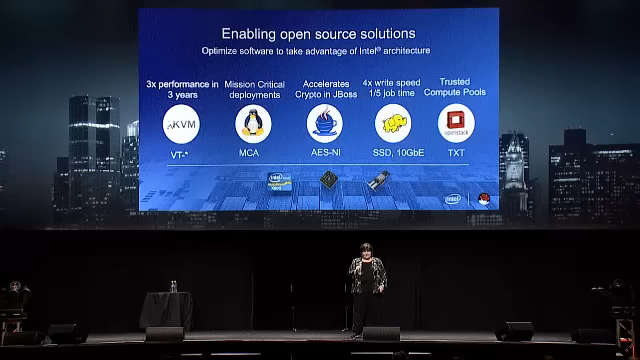 Enabling open source solutions
Optimize software to take advantage of Intel® architecture
3x performance in
3 years
Mission Critical
deployments
Accelerates
Crypto in JBoss
4x write speed
1/5 job time
Trusted
Compute Pools
KVM
openstack
VT-*
MCA
AES-NI
SSD, 10GbE
TXT
intel